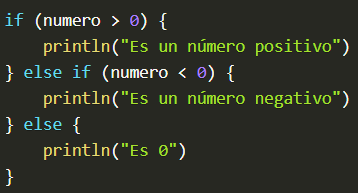 if (numero > 0) {
    println("Es un número positivo")
} else if (numero < 0) {
    println("Es un número negativo")
} else {
    println("Es 0")
}